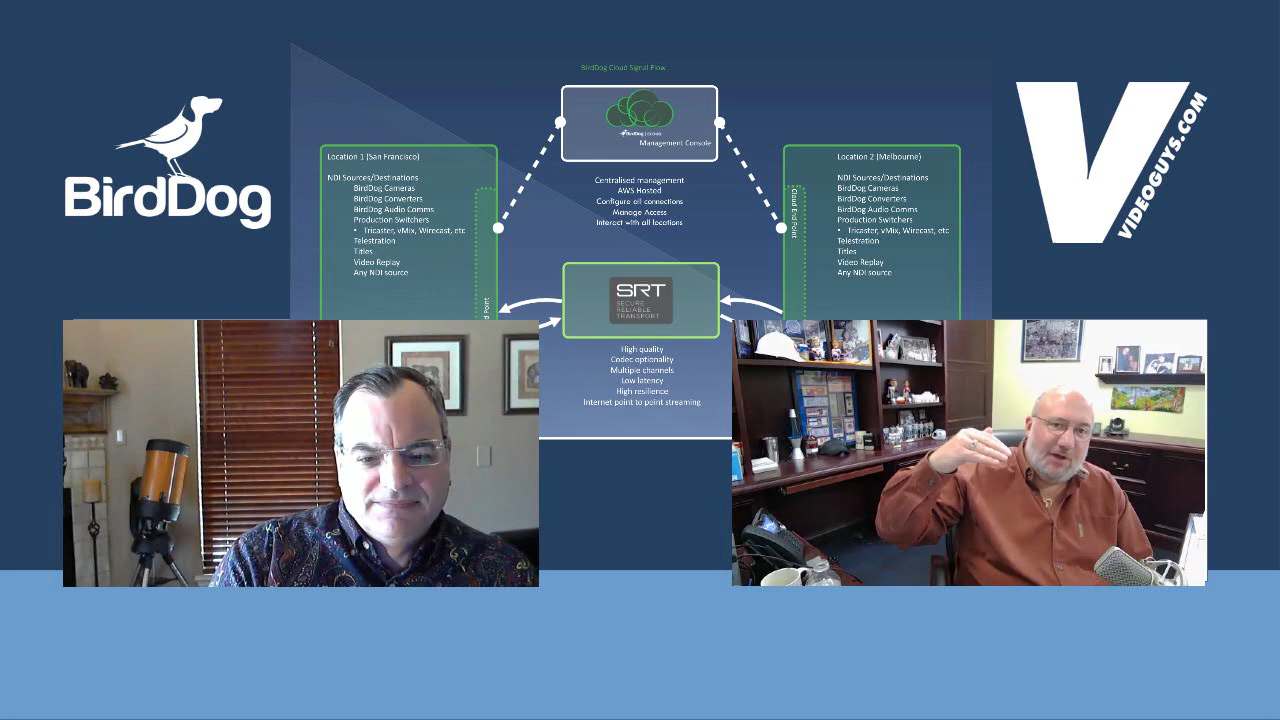 BirdDog Cloud Signal Flow
BirdDog | CLOUD
Management Console
Centralised management
AWS Hosted
Configure all connections
Manage Access
Interact with all locations
Location 1 (San Francisco)
NDI Sources/Destinations
BirdDog Cameras
BirdDog Converters
BirdDog Audio Comms
Production Switchers
• Tricaster, vMix, Wirecast, etc
Telestration
Titles
Video Replay
Any NDI source
Location 2 (Melbourne)
NDI Sources/Destinations
BirdDog Cameras
BirdDog Converters
BirdDog Audio Comms
Production Switchers
• Tricaster, vMix, Wirecast, etc
Telestration
Titles
Video Replay
Any NDI source
Cloud End Point
Point
SRT
SECURE
RELIABLE
TRANSPORT
High quality
Codec optionality
Multiple channels
Low latency
High resilience
Internet point to point streaming
BirdDog
V
VIDEOGUYS.COM